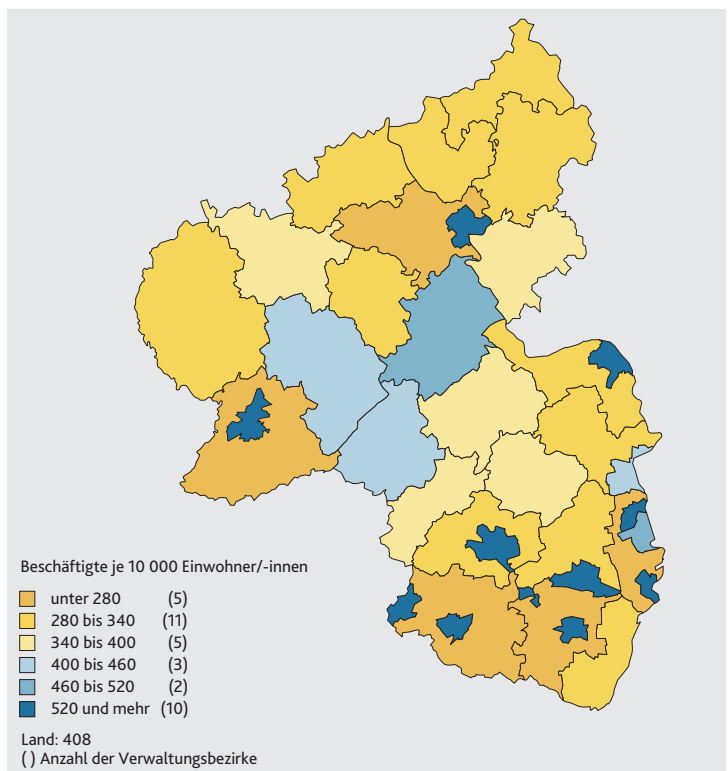 Beschäftigte je 10 000 Einwohner/-innen
unter 280 (5)
280 bis 340 (11)
340 bis 400 (5)
400 bis 460 (3)
460 bis 520 (2)
520 und mehr (10)
Land: 408
( ) Anzahl der Verwaltungsbezirke